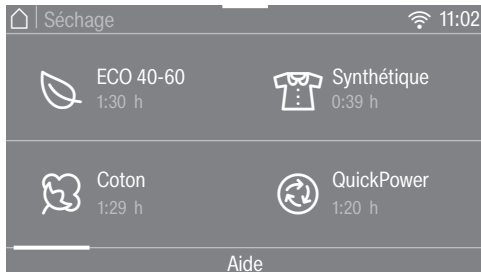 Séchage 11:02
ECO 40-60
1:30 h
Synthétique
0:39 h
Coton
1:29 h
QuickPower
1:20 h
Aide